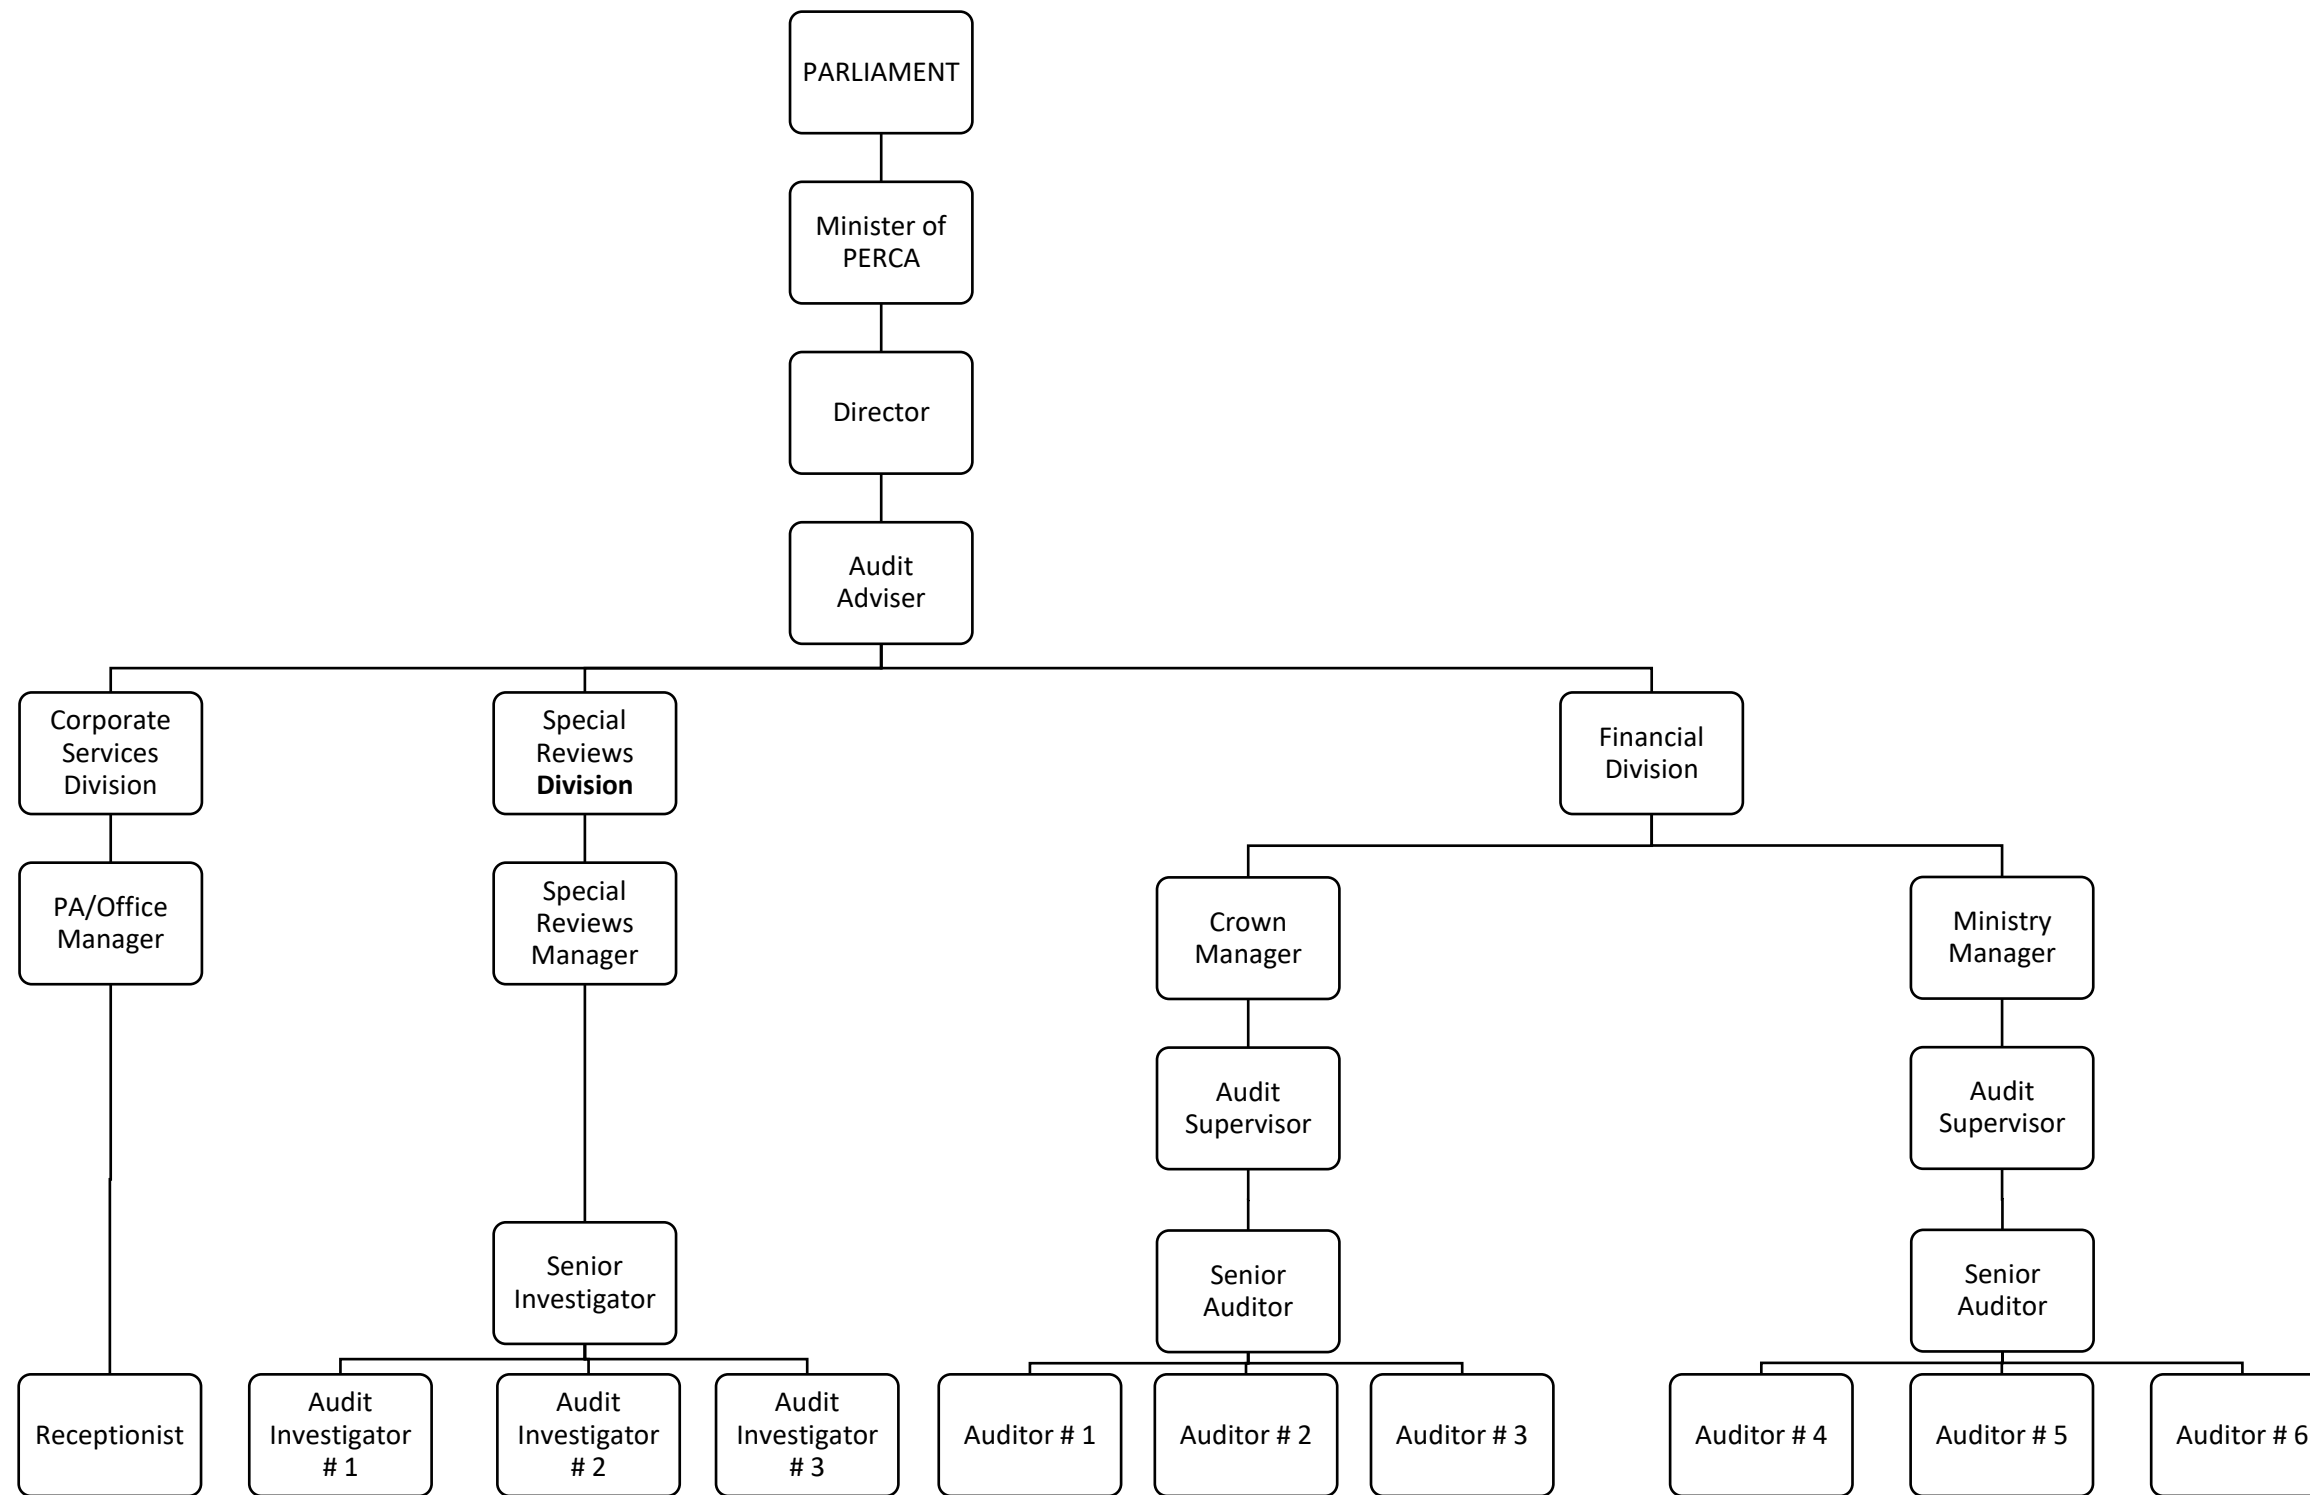 PARLIAMENT
Minister of
PERCA
Director
Audit
Adviser
Corporate
Services
Division
Special
Reviews
Division
Financial
Division
PA/Office
Manager
Special
Reviews
Manager
Crown
Manager
Ministry
Manager
Audit
Supervisor
Audit
Supervisor
Senior
Investigator
Senior
Auditor
Senior
Auditor
Receptionist
Audit
Investigator
# 1
Audit
Investigator
# 2
Audit
Investigator
# 3
Auditor # 1
Auditor # 2
Auditor # 3
Auditor # 4
Auditor # 5
Auditor # 6